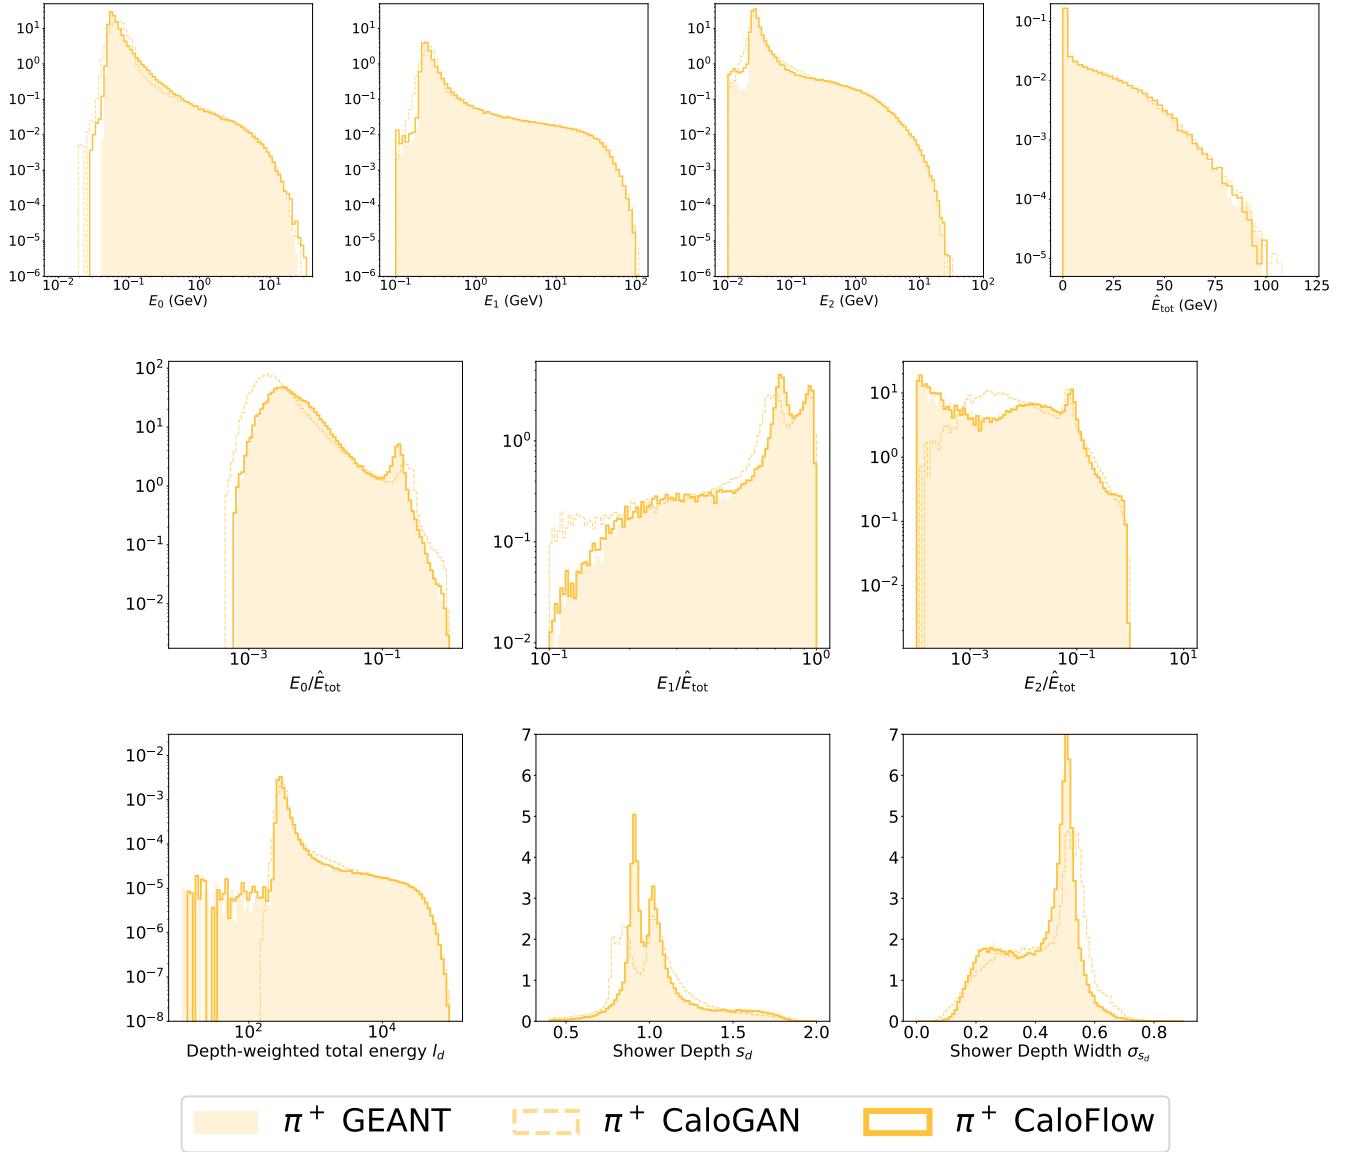 10^1 10^0 10^{-1} 10^{-2} 10^{-3} 10^{-4} 10^{-5} 10^{-6}
10^{-2} 10^{-1} 10^0 10^1
E_0 (GeV)
10^1 10^0 10^{-1} 10^{-2} 10^{-3} 10^{-4} 10^{-5} 10^{-6}
10^{-1} 10^0 10^1 10^2
E_1 (GeV)
10^1 10^0 10^{-1} 10^{-2} 10^{-3} 10^{-4} 10^{-5} 10^{-6}
10^{-2} 10^{-1} 10^0 10^1 10^2
E_2 (GeV)
10^{-1} 10^{-2} 10^{-3} 10^{-4} 10^{-5}
0 25 50 75 100 125
Ê_tot (GeV)
10^2 10^1 10^0 10^{-1} 10^{-2}
10^{-3} 10^{-1}
E_0/Ê_tot
10^0 10^{-1} 10^{-2}
10^{-1} 10^0
E_1/Ê_tot
10^1 10^0 10^{-1} 10^{-2}
10^{-3} 10^{-1} 10^1
E_2/Ê_tot
10^{-2} 10^{-3} 10^{-4} 10^{-5} 10^{-6} 10^{-7} 10^{-8}
10^2 10^4
Depth-weighted total energy l_d
7 6 5 4 3 2 1 0
0.5 1.0 1.5 2.0
Shower Depth s_d
7 6 5 4 3 2 1 0
0.0 0.2 0.4 0.6 0.8
Shower Depth Width σ_{s_d}
π^+ GEANT π^+ CaloGAN π^+ CaloFlow